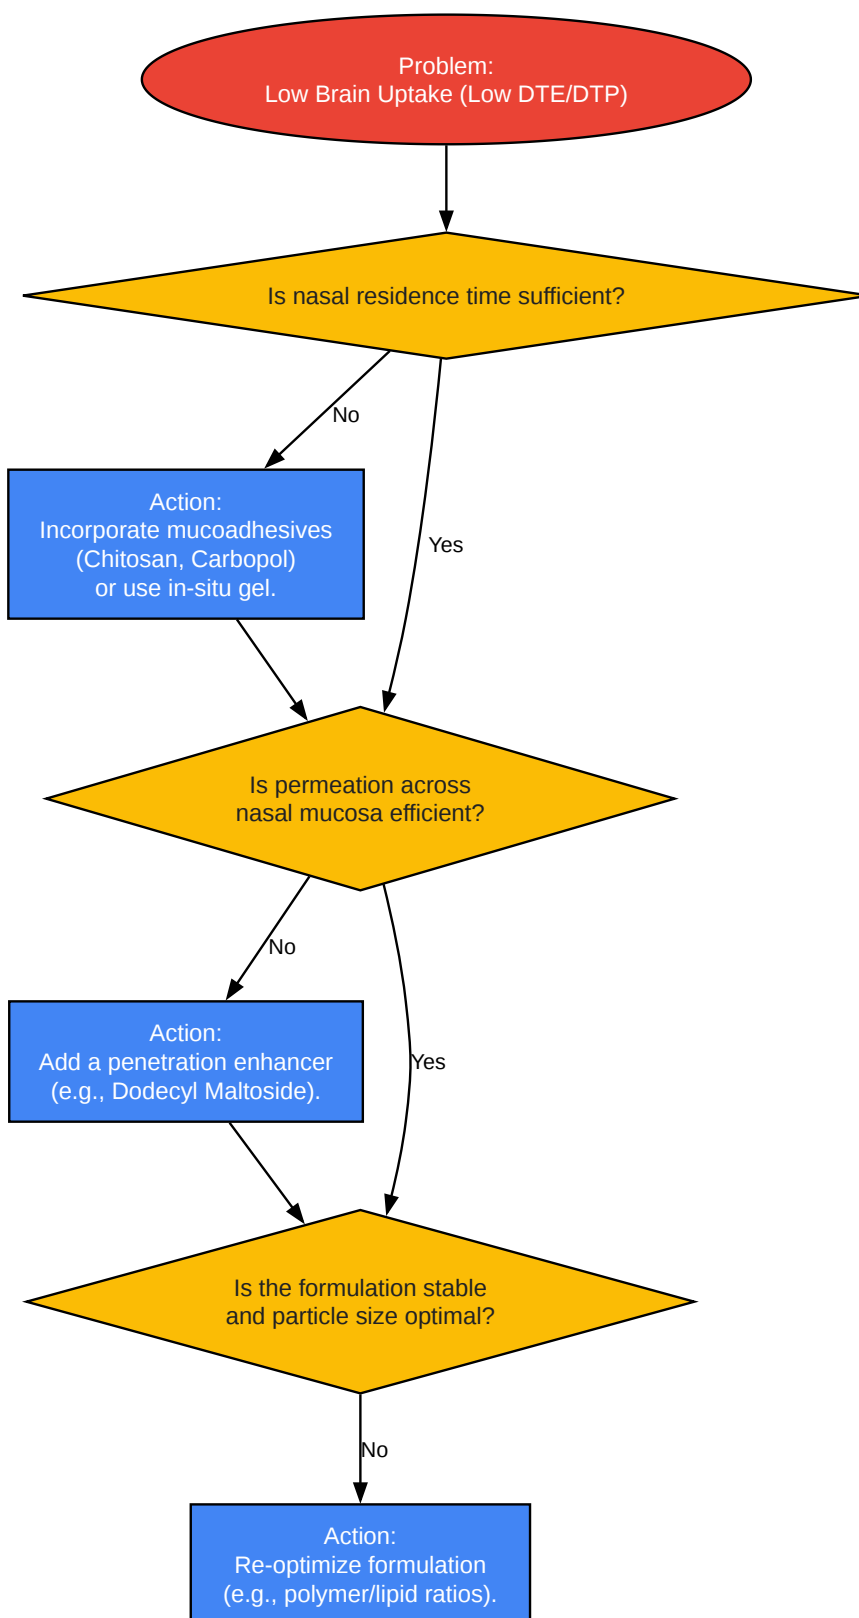 Problem:
Low Brain Uptake (Low DTE/DTP)
Is nasal residence time sufficient?
No
Action:
Incorporate mucoadhesives
(Chitosan, Carbopol)
or use in-situ gel.
Yes
Is permeation across
nasal mucosa efficient?
No
Action:
Add a penetration enhancer
(e.g., Dodecyl Maltoside).
Yes
Is the formulation stable
and particle size optimal?
No
Action:
Re-optimize formulation
(e.g., polymer/lipid ratios).